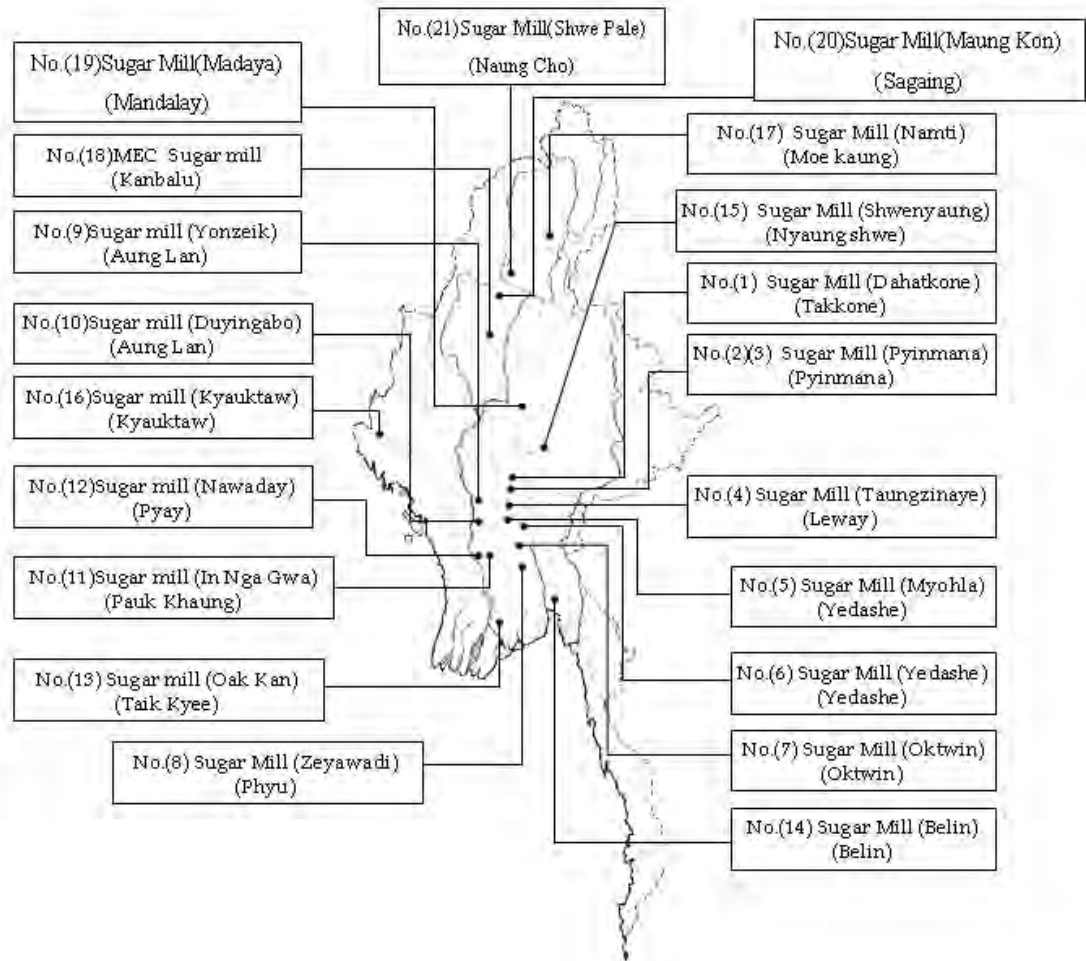 No.(21)Sugar Mill(Shwe Pale)
(Naung Cho)
No.(19)Sugar Mill(Madaya)
(Mandalay)
No.(20)Sugar Mill(Maung Kon)
(Sagaing)
No.(18)MEC Sugar mill
(Kanbalu)
No.(17) Sugar Mill (Namti)
(Moe kaung)
No.(9)Sugar mill (Yonzeik)
(Aung Lan)
No.(15) Sugar Mill (Shwenyaung)
(Nyaung shwe)
No.(10)Sugar mill (Duyingabo)
(Aung Lan)
No.(1) Sugar Mill (Dahatkone)
(Takkone)
No.(2)(3) Sugar Mill (Pyinmana)
(Pyinmana)
No.(16)Sugar mill (Kyauktaw)
(Kyauktaw)
No.(12)Sugar mill (Nawaday)
(Pyay)
No.(4) Sugar Mill (Taungzinaye)
(Leway)
No.(11)Sugar mill (In Nga Gwa)
(Pauk Khaung)
No.(5) Sugar Mill (Myohla)
(Yedashe)
No.(13) Sugar mill (Oak Kan)
(Taik Kyee)
No.(6) Sugar Mill (Yedashe)
(Yedashe)
No.(8) Sugar Mill (Zeyawadi)
(Phyu)
No.(7) Sugar Mill (Oktwin)
(Oktwin)
No.(14) Sugar Mill (Belin)
(Belin)